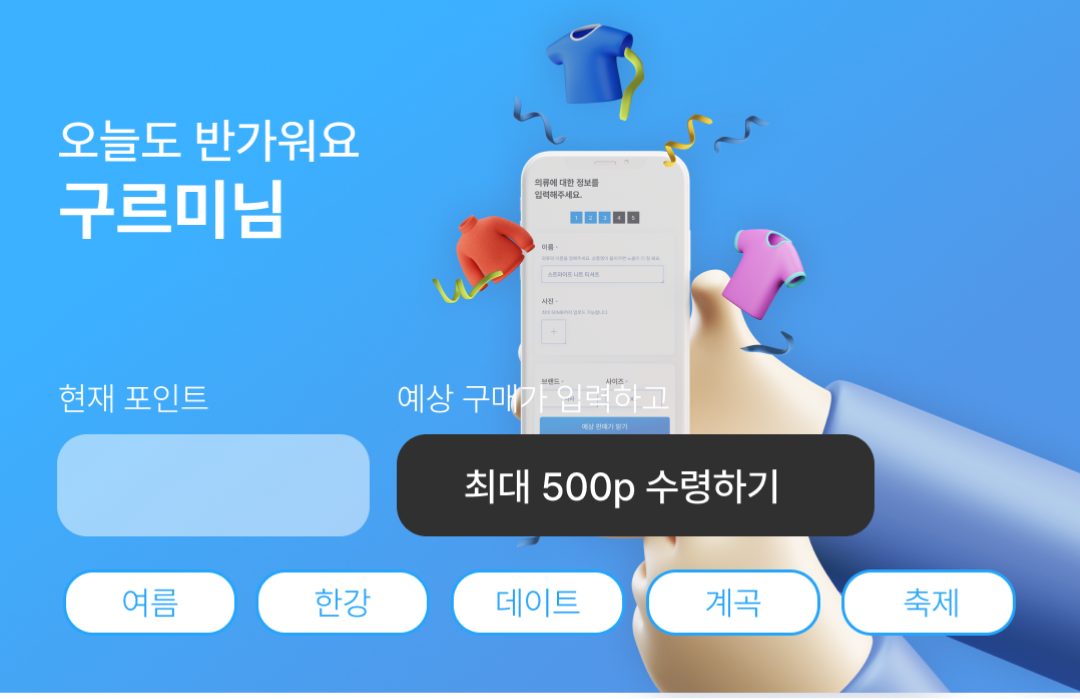 오늘도 반가워요
구르미님
의류에 대한 정보를
입력해주세요.
1 2 3 4 5
이름
스트라이프 니트 티셔츠
사진
브랜드 사이즈
현재 포인트
예상 구매가 입력하고
예상 판매가 받기
최대 500p 수령하기
여름 한강 데이트 계곡 축제